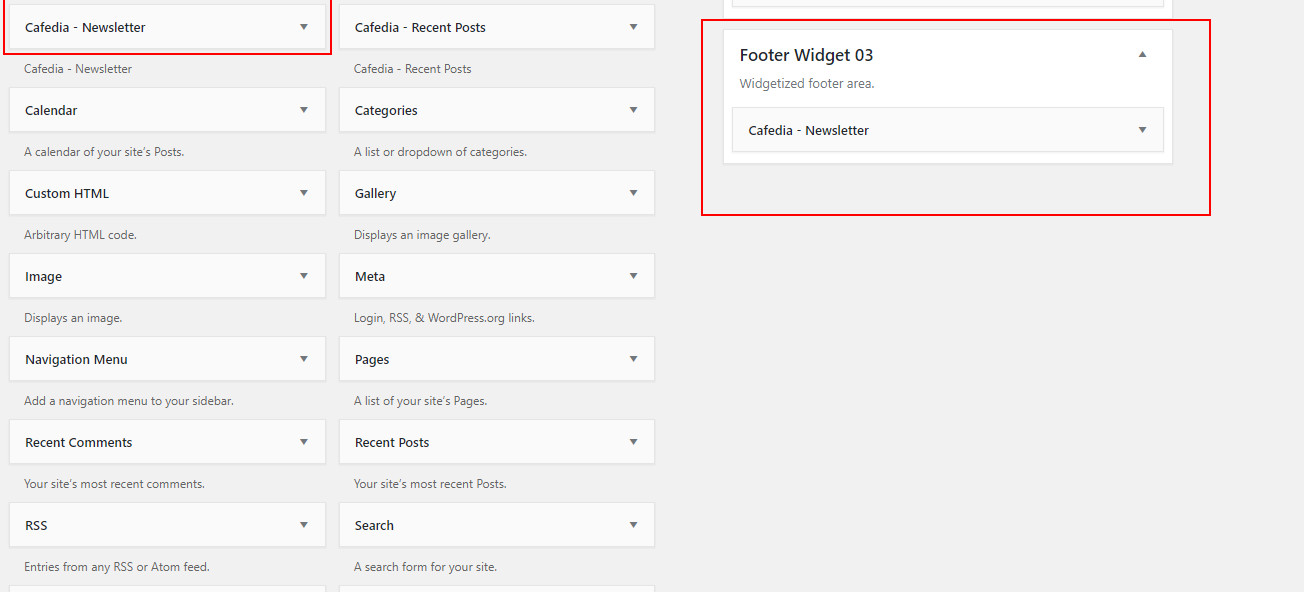 Cafedia - Newsletter
Cafedia - Recent Posts
Cafedia - Newsletter
Cafedia - Recent Posts
Calendar
Categories
A calendar of your site's Posts.
A list or dropdown of categories.
Custom HTML
Gallery
Arbitrary HTML code.
Displays an image gallery.
Image
Meta
Displays an image.
Login, RSS, & WordPress.org links.
Navigation Menu
Pages
Add a navigation menu to your sidebar.
A list of your site's Pages.
Recent Comments
Recent Posts
Your site's most recent comments.
Your site's most recent Posts.
RSS
Search
Entries from any RSS or Atom feed.
A search form for your site.
Footer Widget 03
Widgetized footer area.
Cafedia - Newsletter